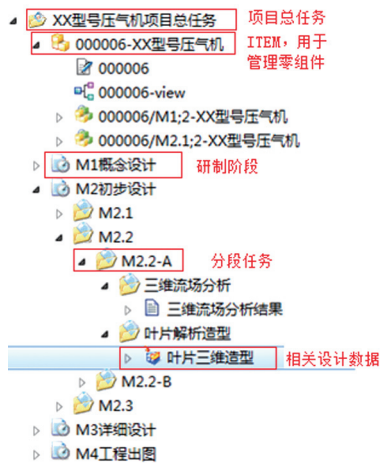 XX型号压气机项目总任务 项目总任务
000006-XX型号压气机 ITEM，用于
管理零组件
000006
000006-view
000006/M1;2-XX型号压气机
000006/M2.1;2-XX型号压气机
M1概念设计 研制阶段
M2初步设计
M2.1
M2.2
M2.2-A 分段任务
三维流场分析
三维流场分析结果
叶片解析造型
叶片三维造型 相关设计数据
M2.2-B
M2.3
M3详细设计
M4工程出图